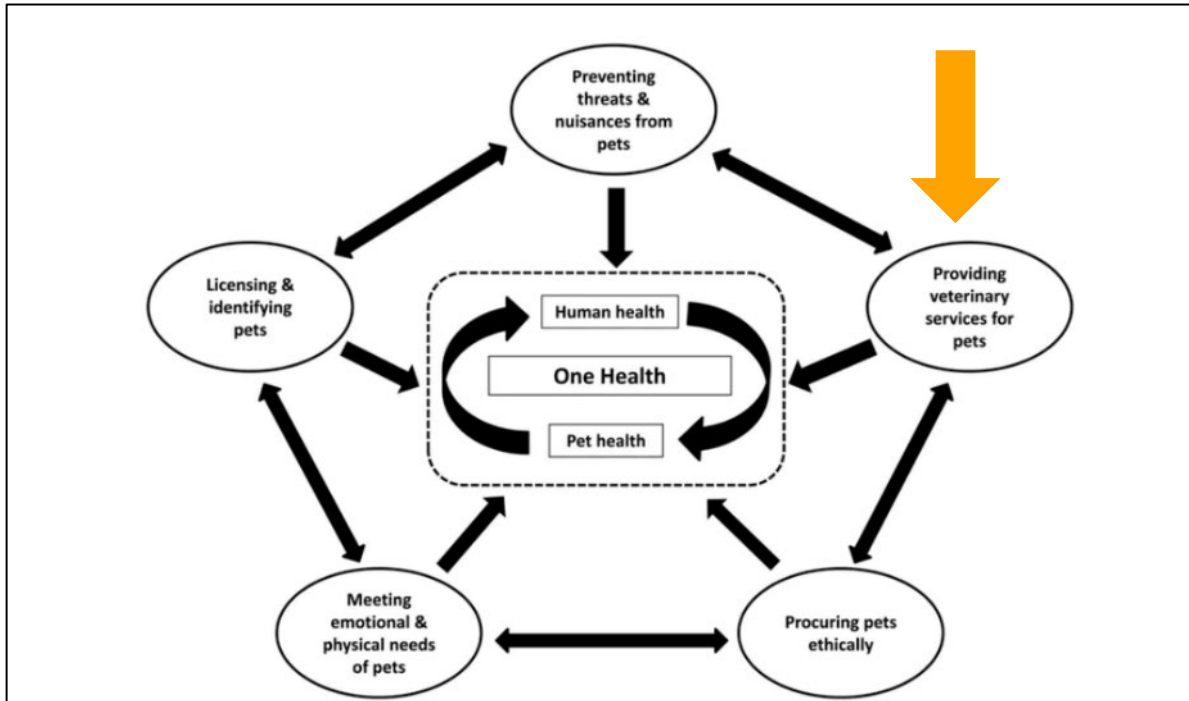 Preventing
threats &
nuisances from
pets
Licensing &
identifying
pets
Providing
veterinary
services for
pets
Human health
One Health
Pet health
Meeting
emotional &
physical needs
of pets
Procuring pets
ethically